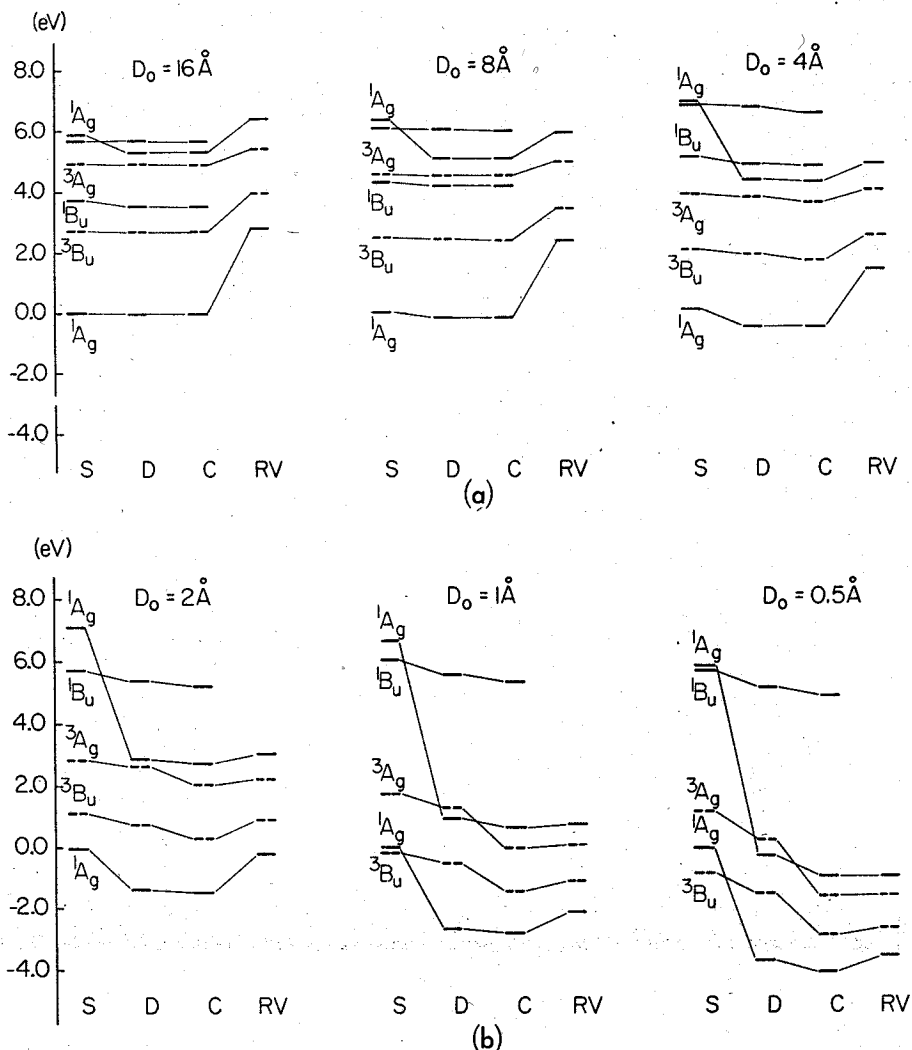 (eV)
D₀ = 16Å
D₀ = 8Å
D₀ = 4Å
8.0
6.0
4.0
2.0
0.0
-2.0
-4.0
¹A_g
³A_g
¹B_u
³B_u
¹A_g
¹A_g
³A_g
¹B_u
³B_u
¹A_g
¹A_g
¹B_u
³A_g
³B_u
¹A_g
S D C RV
S D C RV
S D C RV
(a)
(eV)
D₀ = 2Å
D₀ = 1Å
D₀ = 0.5Å
8.0
6.0
4.0
2.0
0.0
-2.0
-4.0
¹A_g
¹B_u
³A_g
³B_u
¹A_g
¹A_g
¹B_u
³A_g
¹A_g
³B_u
¹A_g
¹B_u
³A_g
¹A_g
³B_u
S D C RV
S D C RV
S D C RV
(b)